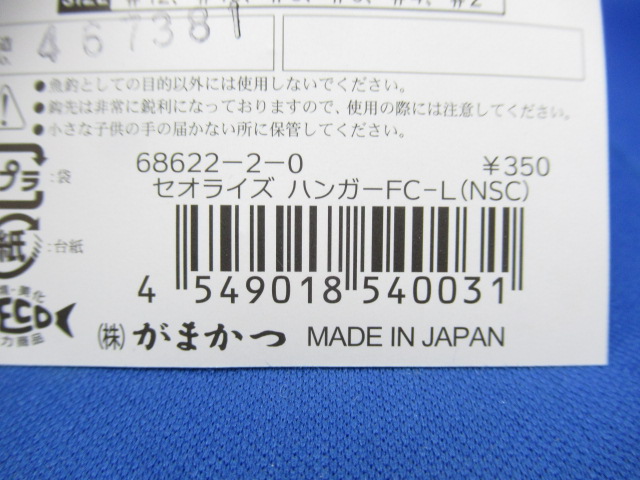 467381
●魚釣としての目的以外には使用しないでください。
●鈎先は非常に鋭利になっておりますので、使用の際には注意してください。
●小さな子供の手の届かない所に保管してください。
68622-2-0 ¥350
セオライズ ハンガーFC-L(NSC)
プラ :袋
紙 :台紙
4 549018 540031
ECO
㈱がまかつ MADE IN JAPAN